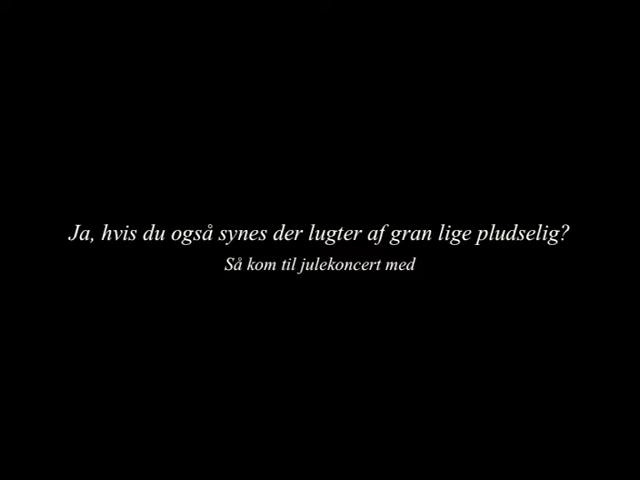 Ja, hvis du også synes der lugter af gran lige pludselig?
Så kom til julekoncert med